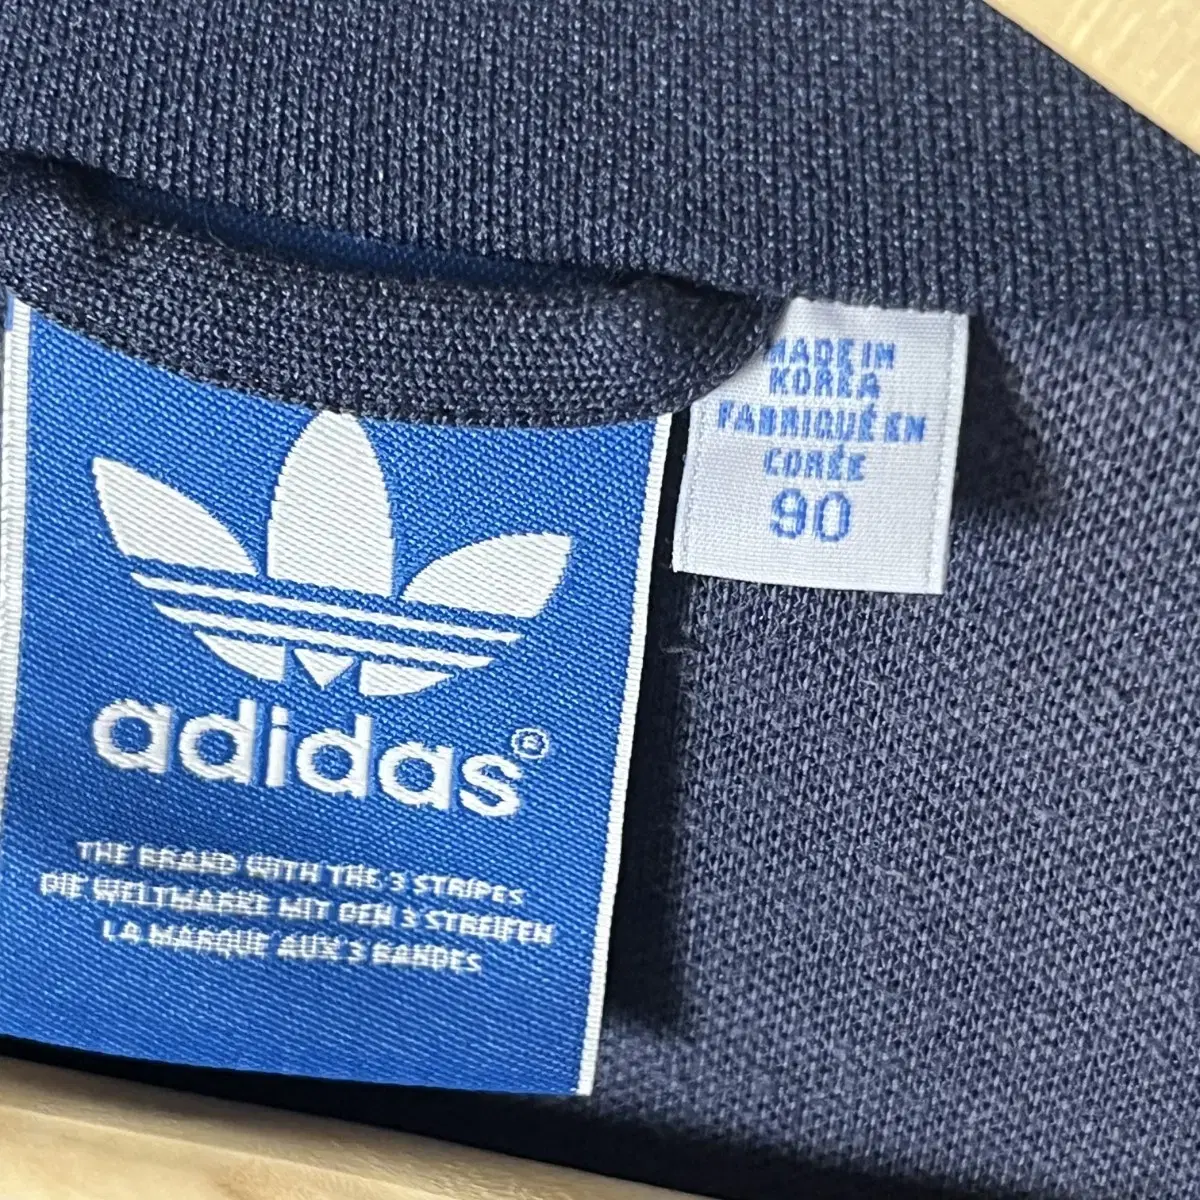 MADE IN
KOREA
FABRIQUÉ EN
CORÉE
90
adidas®
THE BRAND WITH THE 3 STRIPES
DIE WELTMARKE MIT DEN 3 STREIFEN
LA MARQUE AUX 3 BANDES